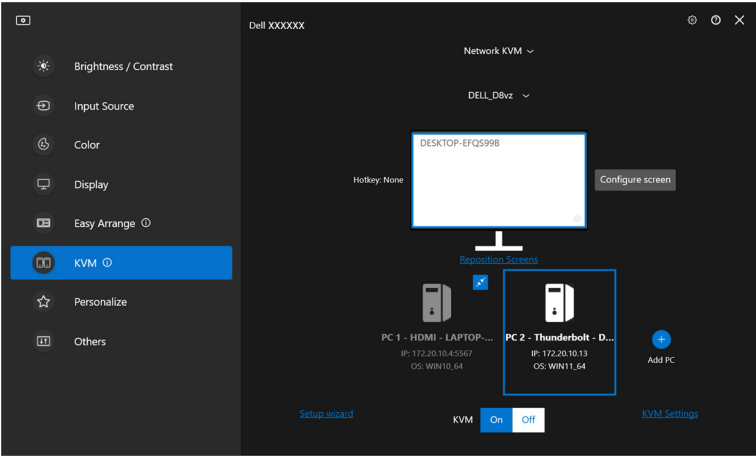 Dell XXXXXX
Brightness / Contrast
Input Source
Color
Display
Easy Arrange
KVM
Personalize
Others
Network KVM
DELL_D8vz
DESKTOP-EFQS99B
Hotkey: None
Configure screen
Reposition Screens
PC 1 - HDMI - LAPTOP-...
IP: 172.20.10.4:5567
OS: WIN10_64
PC 2 - Thunderbolt - D...
IP: 172.20.10.13
OS: WIN11_64
Add PC
Setup wizard
KVM On Off
KVM Settings